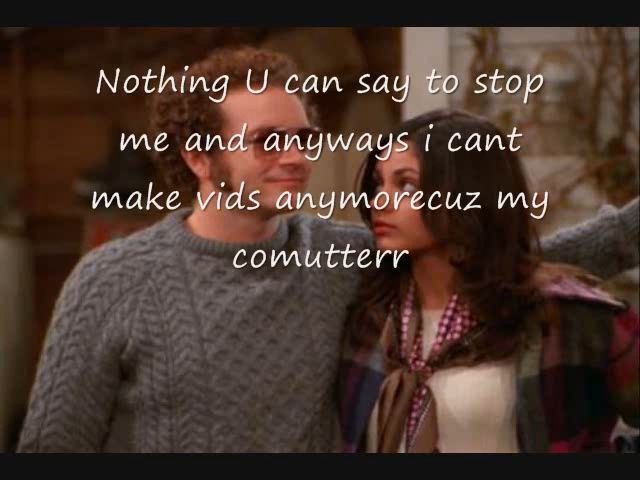 Nothing U can say to stop
me and anyways i cant
make vids anymorecuz my
comutterr